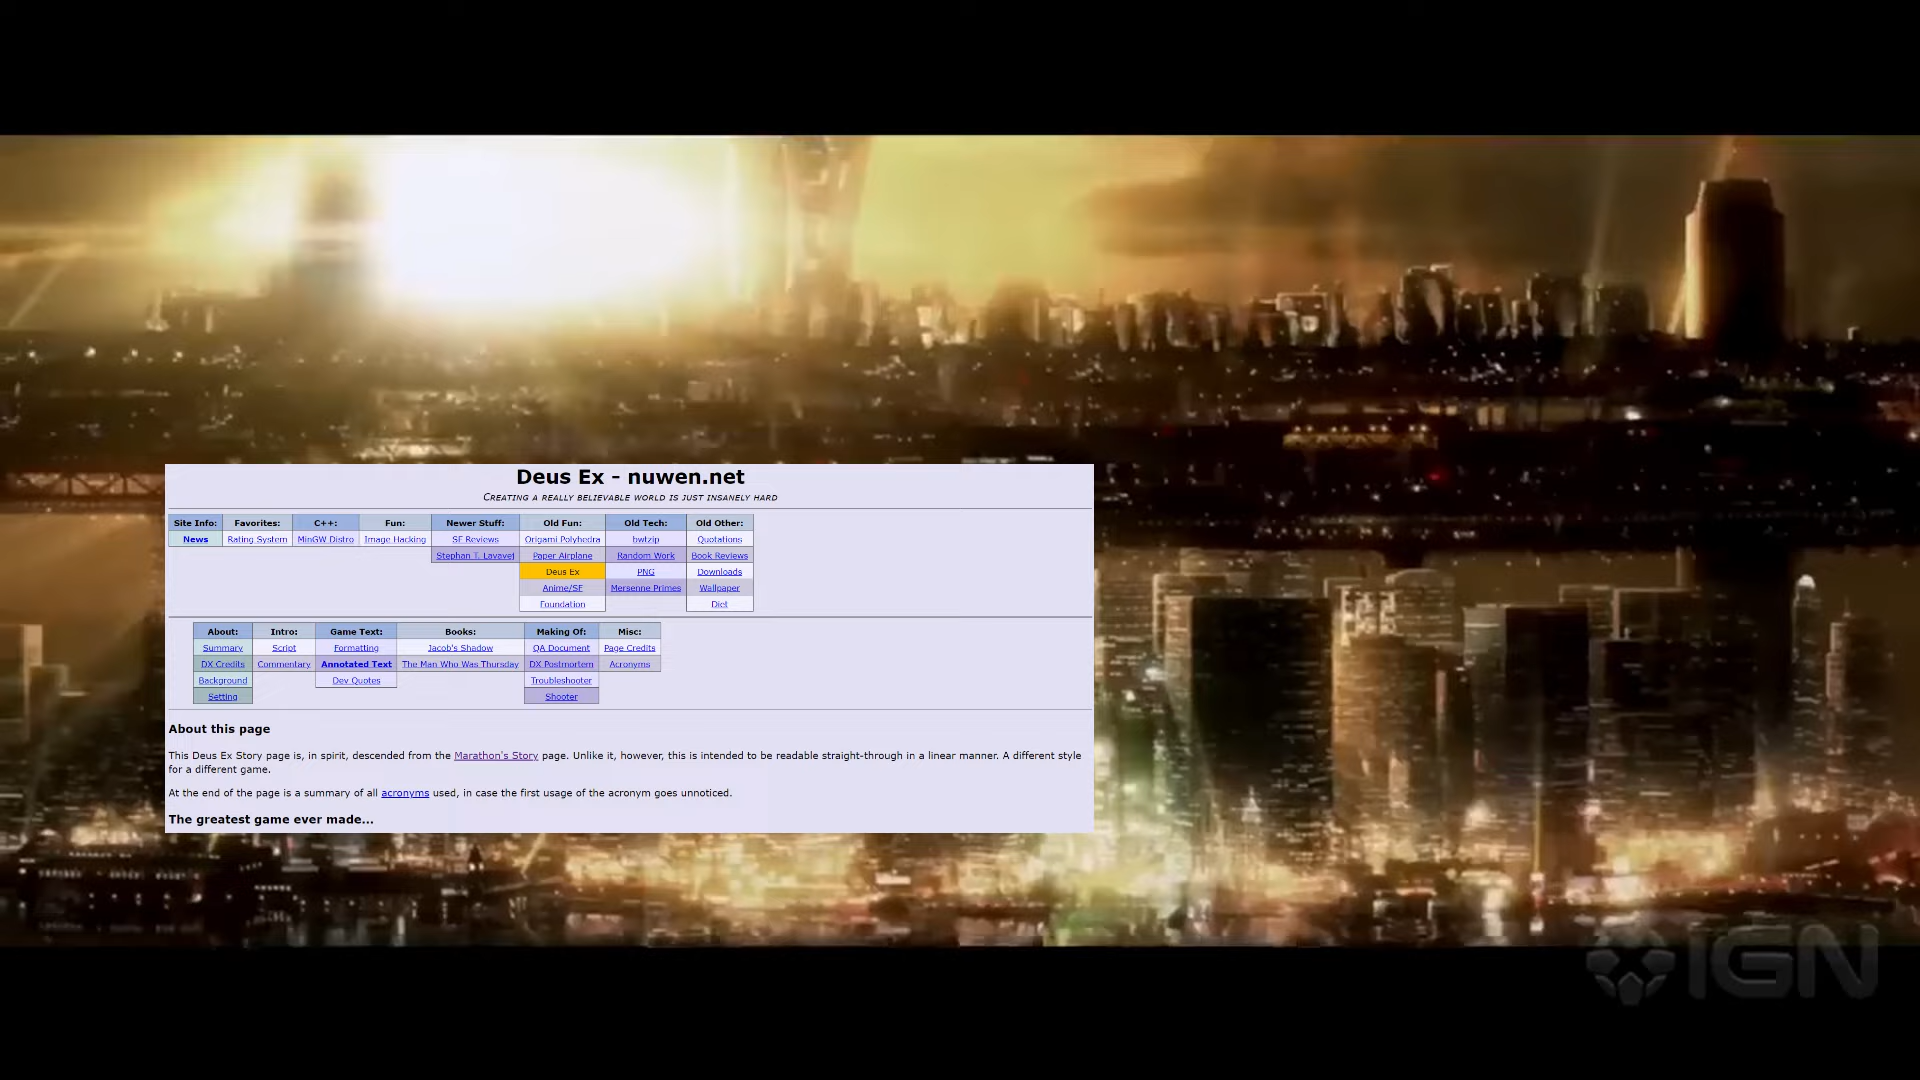 Deus Ex - nuwen.net
Creating a really believable world is just insanely hard
Site Info: Favorites: C++: Fun: Newer Stuff: Old Fun: Old Tech: Old Other:
News Rating System MinGW Distro Image Hacking SF Reviews Origami Polyhedra bwtzip Quotations
Stephan T. Lavavej Paper Airplane Random Work Book Reviews
Deus Ex PNG Downloads
Anime/SF Mersenne Primes Wallpaper
Foundation Diet
About: Intro: Game Text: Books: Making Of: Misc:
Summary Script Formatting Jacob's Shadow QA Document Page Credits
DX Credits Commentary Annotated Text The Man Who Was Thursday DX Postmortem Acronyms
Background Dev Quotes Troubleshooter
Setting Shooter
About this page
This Deus Ex Story page is, in spirit, descended from the Marathon's Story page. Unlike it, however, this is intended to be readable straight-through in a linear manner. A different style
for a different game.
At the end of the page is a summary of all acronyms used, in case the first usage of the acronym goes unnoticed.
The greatest game ever made...
IGN